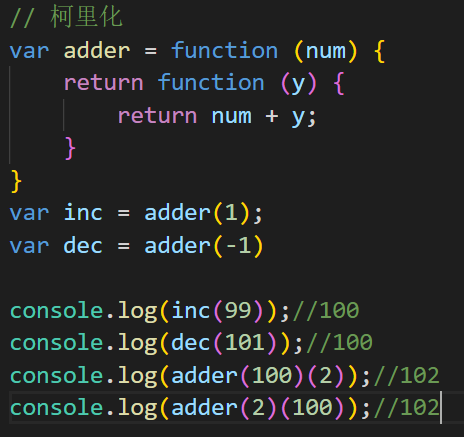 // 柯里化
var adder = function (num) {
    return function (y) {
        return num + y;
    }
}
var inc = adder(1);
var dec = adder(-1)

console.log(inc(99));//100
console.log(dec(101));//100
console.log(adder(100)(2));//102
console.log(adder(2)(100));//102